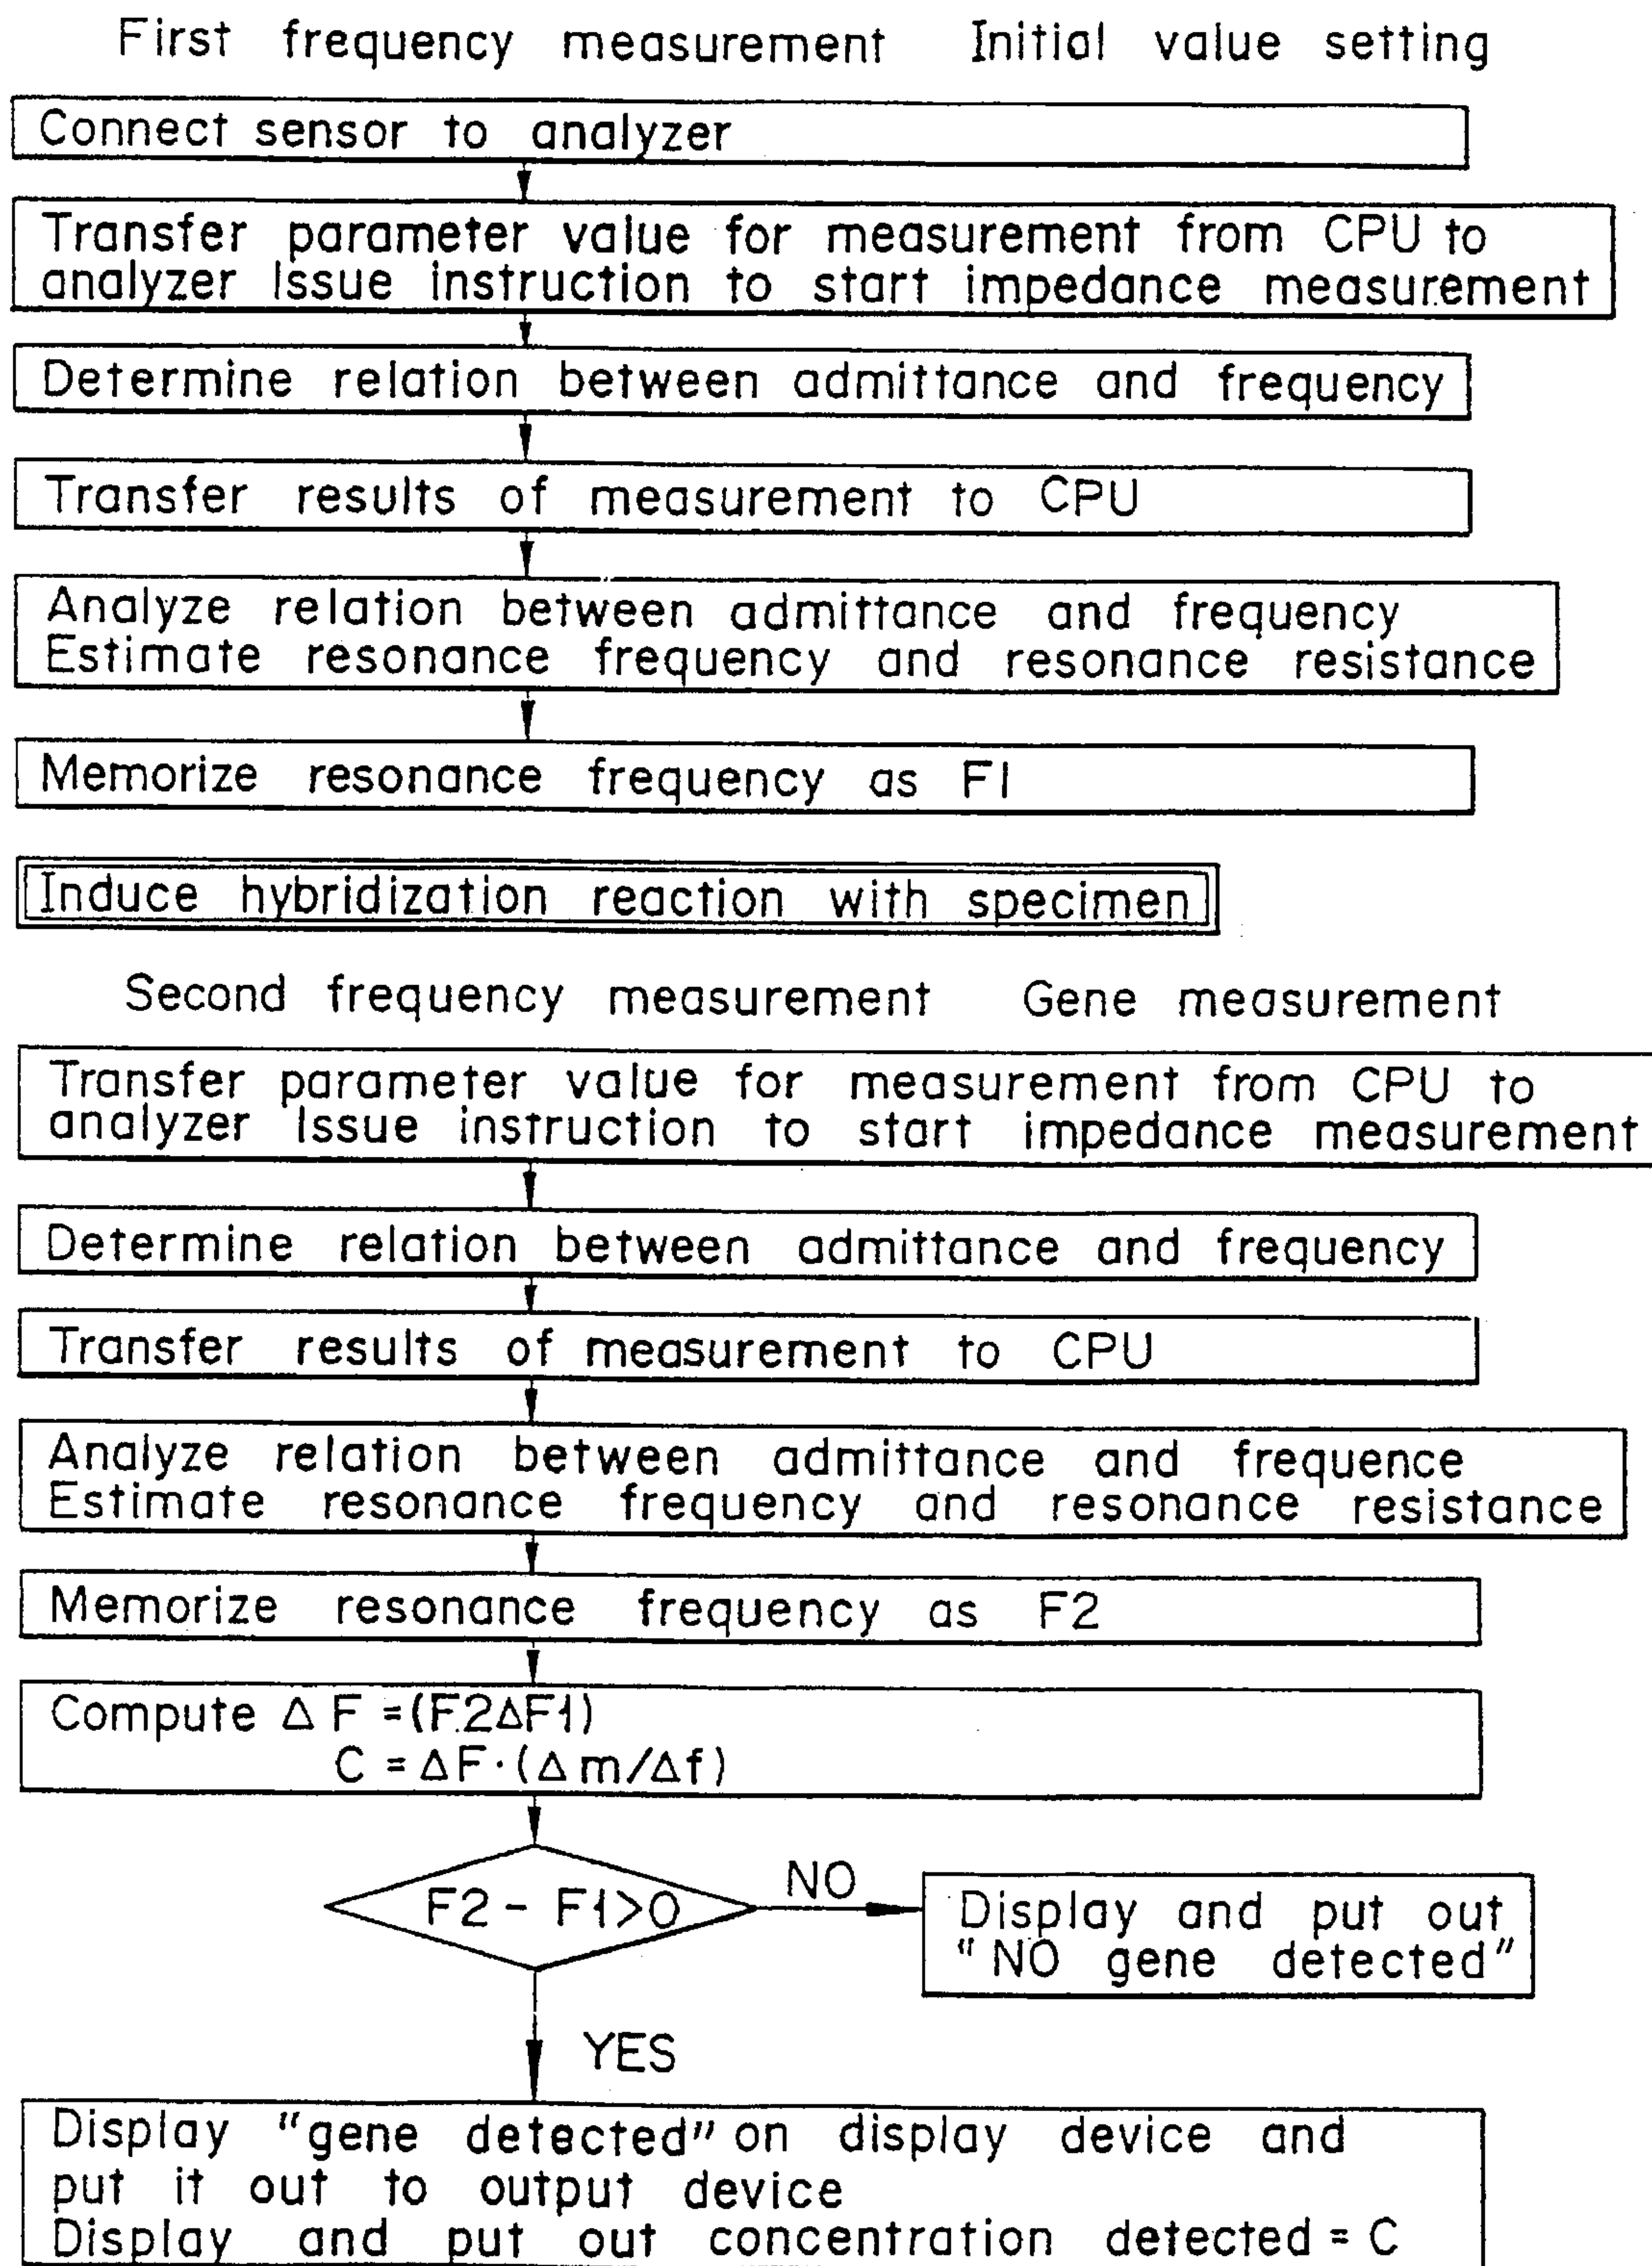 First frequency measurement Initial value setting
Connect sensor to analyzer
Transfer parameter value for measurement from CPU to
analyzer Issue instruction to start impedance measurement
Determine relation between admittance and frequency
Transfer results of measurement to CPU
Analyze relation between admittance and frequency
Estimate resonance frequency and resonance resistance
Memorize resonance frequency as F1
Induce hybridization reaction with specimen
Second frequency measurement Gene measurement
Transfer parameter value for measurement from CPU to
analyzer Issue instruction to start impedance measurement
Determine relation between admittance and frequency
Transfer results of measurement to CPU
Analyze relation between admittance and frequence
Estimate resonance frequency and resonance resistance
Memorize resonance frequency as F2
Compute Δ F =(F2ΔF1)
C = ΔF·(Δm/Δf)
F2 - F1>0
NO
Display and put out
"NO gene detected"
YES
Display "gene detected" on display device and
put it out to output device
Display and put out concentration detected = C